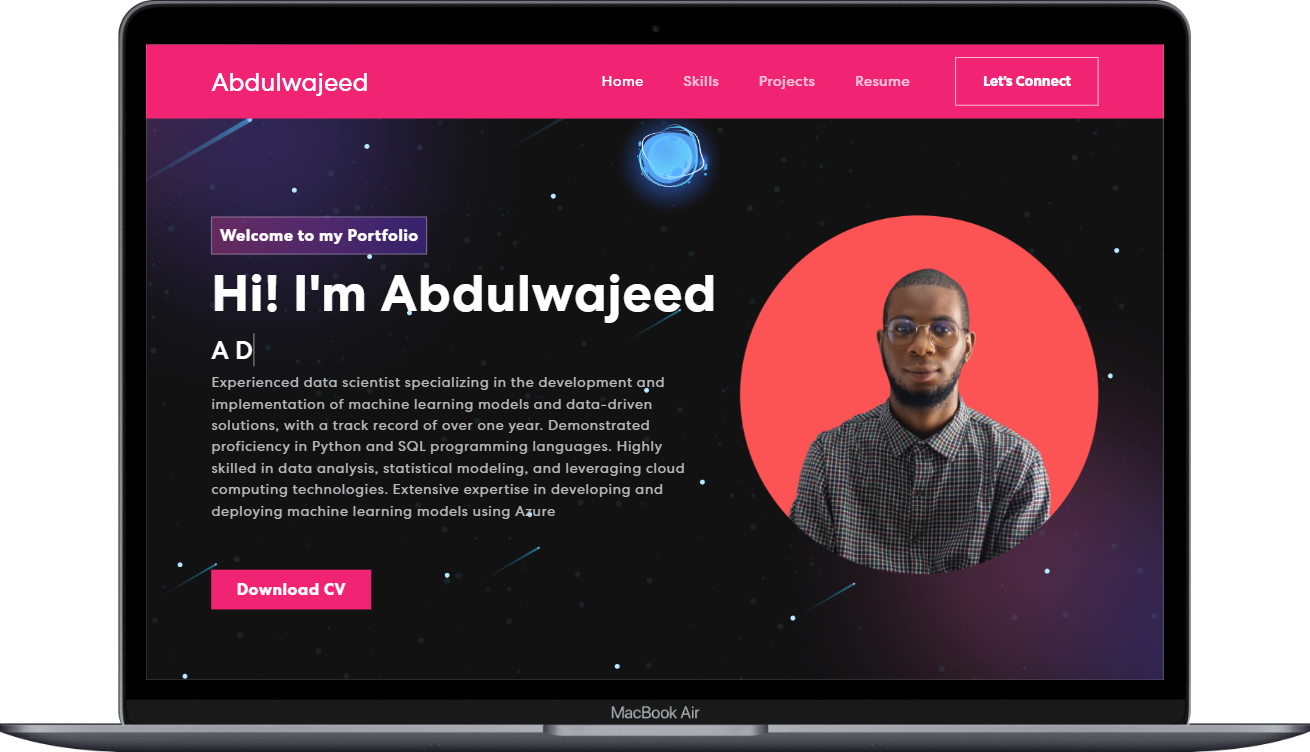 Abdulwajeed
Home Skills Projects Resume Let's Connect
Welcome to my Portfolio
Hi! I'm Abdulwajeed
A D
Experienced data scientist specializing in the development and
implementation of machine learning models and data-driven
solutions, with a track record of over one year. Demonstrated
proficiency in Python and SQL programming languages. Highly
skilled in data analysis, statistical modeling, and leveraging cloud
computing technologies. Extensive expertise in developing and
deploying machine learning models using Azure
Download CV
MacBook Air